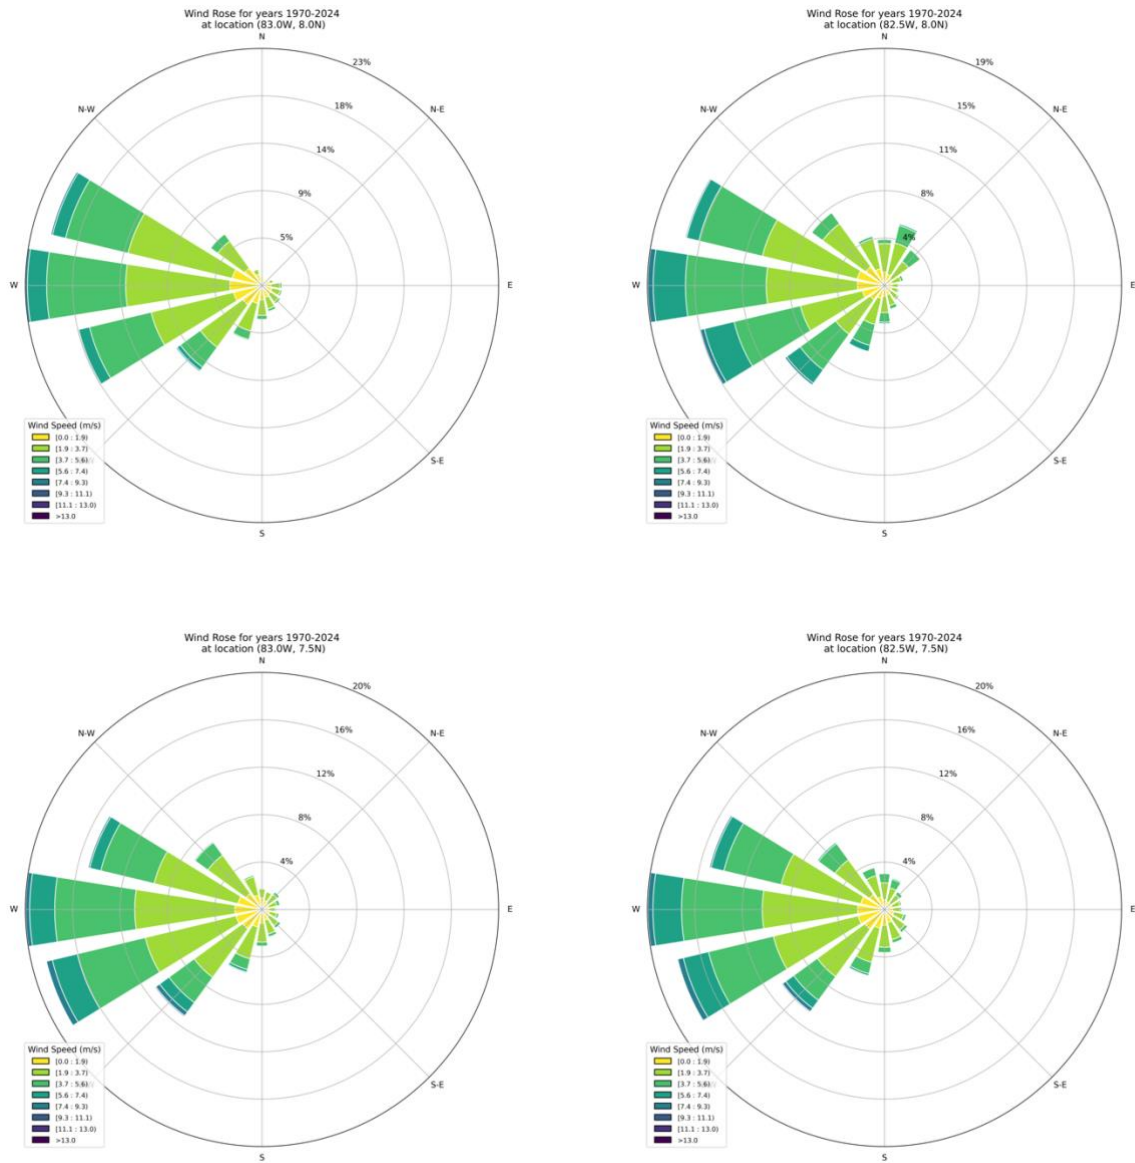 Wind Rose for years 1970-2024
at location (83.0W, 8.0N)
N
23%
18%
N-W
N-E
14%
9%
5%
W
E
Wind Speed (m/s)
[0.0 : 1.9)
[1.9 : 3.7)
[3.7 : 5.6)
[5.6 : 7.4)
[7.4 : 9.3)
[9.3 : 11.1)
[11.1 : 13.0)
>13.0
S-E
S
Wind Rose for years 1970-2024
at location (82.5W, 8.0N)
N
19%
15%
N-W
N-E
11%
8%
4%
W
E
Wind Speed (m/s)
[0.0 : 1.9)
[1.9 : 3.7)
[3.7 : 5.6)
[5.6 : 7.4)
[7.4 : 9.3)
[9.3 : 11.1)
[11.1 : 13.0)
>13.0
S-E
S
Wind Rose for years 1970-2024
at location (83.0W, 7.5N)
N
20%
16%
N-W
N-E
12%
8%
4%
W
E
Wind Speed (m/s)
[0.0 : 1.9)
[1.9 : 3.7)
[3.7 : 5.6)
[5.6 : 7.4)
[7.4 : 9.3)
[9.3 : 11.1)
[11.1 : 13.0)
>13.0
S-E
S
Wind Rose for years 1970-2024
at location (82.5W, 7.5N)
N
20%
16%
N-W
N-E
12%
8%
4%
W
E
Wind Speed (m/s)
[0.0 : 1.9)
[1.9 : 3.7)
[3.7 : 5.6)
[5.6 : 7.4)
[7.4 : 9.3)
[9.3 : 11.1)
[11.1 : 13.0)
>13.0
S-E
S